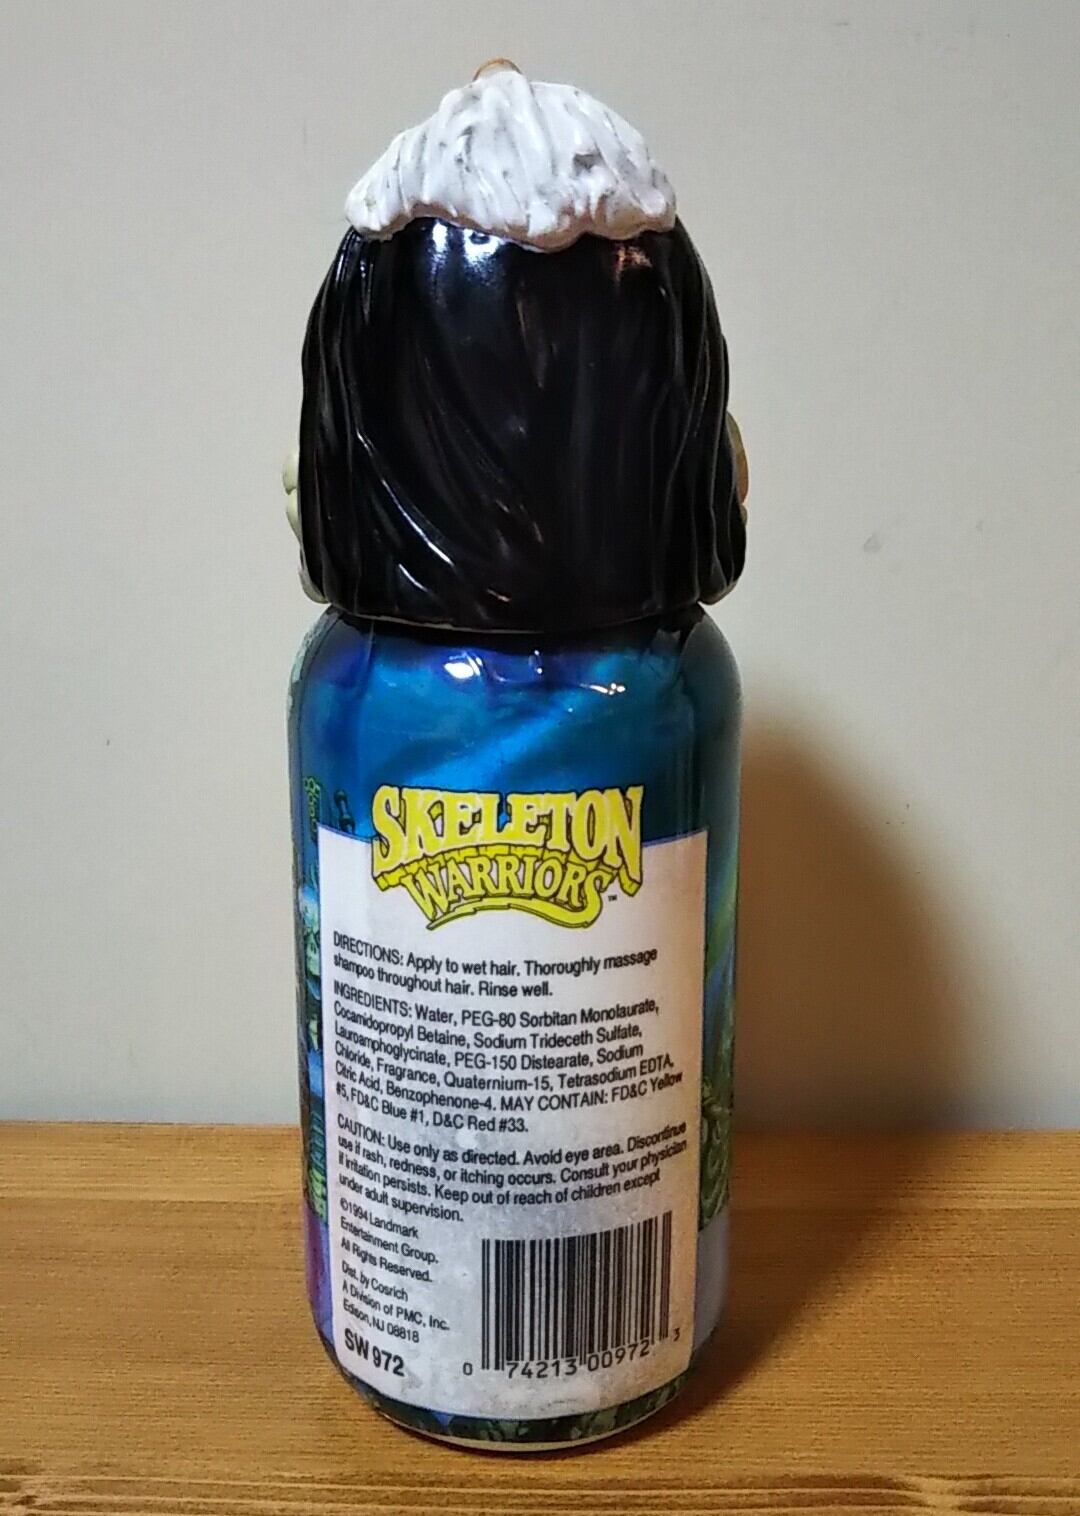 SKELETON
WARRIORS™
DIRECTIONS: Apply to wet hair. Thoroughly massage
shampoo throughout hair. Rinse well.
INGREDIENTS: Water, PEG-80 Sorbitan Monolaurate,
Cocamidopropyl Betaine, Sodium Trideceth Sulfate,
Lauroamphoglycinate, PEG-150 Distearate, Sodium
Chloride, Fragrance, Quaternium-15, Tetrasodium EDTA,
Citric Acid, Benzophenone-4. MAY CONTAIN: FD&C Yellow
#5, FD&C Blue #1, D&C Red #33.
CAUTION: Use only as directed. Avoid eye area. Discontinue
use if rash, redness, or itching occurs. Consult your physician
if irritation persists. Keep out of reach of children except
under adult supervision.
©1994 Landmark
Entertainment Group.
All Rights Reserved.
Dist. by Cosrich
A Division of PMC, Inc.
Edison, NJ 08818
SW 972
0 74213 00972 3